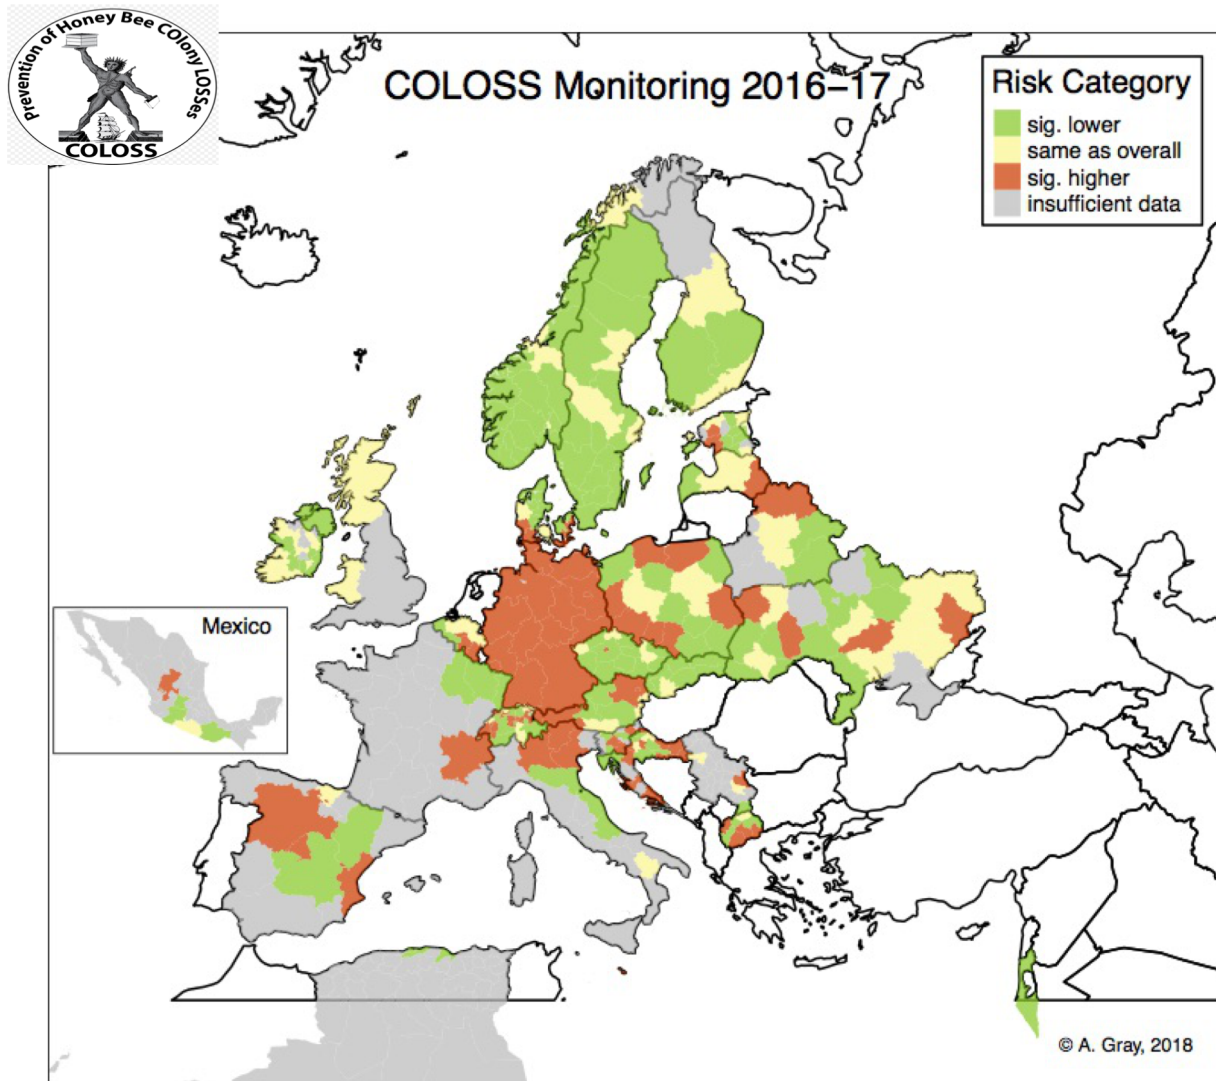 Prevention of Honey Bee COlony LOSSes
COLOSS
COLOSS Monitoring 2016–17
Risk Category
sig. lower
same as overall
sig. higher
insufficient data
Mexico
© A. Gray, 2018